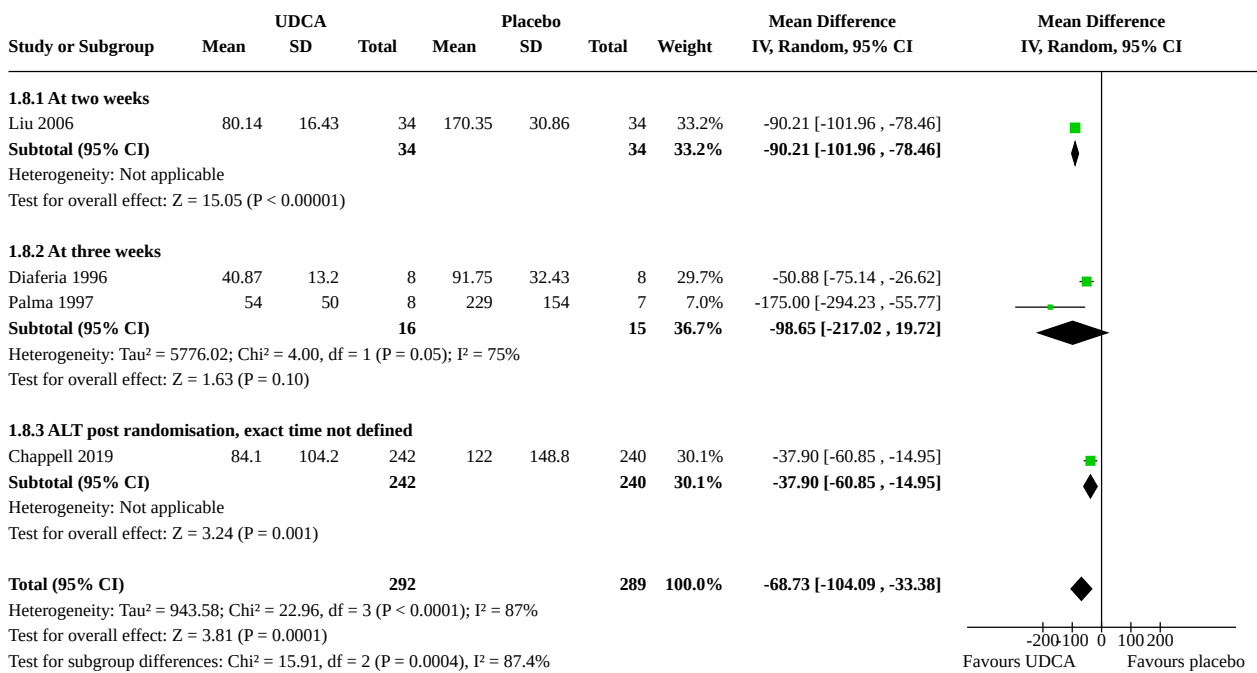 UDCA Placebo Mean Difference Mean Difference
Study or Subgroup Mean SD Total Mean SD Total Weight IV, Random, 95% CI IV, Random, 95% CI
1.8.1 At two weeks
Liu 2006 80.14 16.43 34 170.35 30.86 34 33.2% -90.21 [-101.96 , -78.46]
Subtotal (95% CI) 34 34 33.2% -90.21 [-101.96 , -78.46]
Heterogeneity: Not applicable
Test for overall effect: Z = 15.05 (P < 0.00001)
1.8.2 At three weeks
Diaferia 1996 40.87 13.2 8 91.75 32.43 8 29.7% -50.88 [-75.14 , -26.62]
Palma 1997 54 50 8 229 154 7 7.0% -175.00 [-294.23 , -55.77]
Subtotal (95% CI) 16 15 36.7% -98.65 [-217.02 , 19.72]
Heterogeneity: Tau² = 5776.02; Chi² = 4.00, df = 1 (P = 0.05); I² = 75%
Test for overall effect: Z = 1.63 (P = 0.10)
1.8.3 ALT post randomisation, exact time not defined
Chappell 2019 84.1 104.2 242 122 148.8 240 30.1% -37.90 [-60.85 , -14.95]
Subtotal (95% CI) 242 240 30.1% -37.90 [-60.85 , -14.95]
Heterogeneity: Not applicable
Test for overall effect: Z = 3.24 (P = 0.001)
Total (95% CI) 292 289 100.0% -68.73 [-104.09 , -33.38]
Heterogeneity: Tau² = 943.58; Chi² = 22.96, df = 3 (P < 0.0001); I² = 87%
Test for overall effect: Z = 3.81 (P = 0.0001)
-200 -100 0 100 200
Test for subgroup differences: Chi² = 15.91, df = 2 (P = 0.0004), I² = 87.4%
Favours UDCA Favours placebo